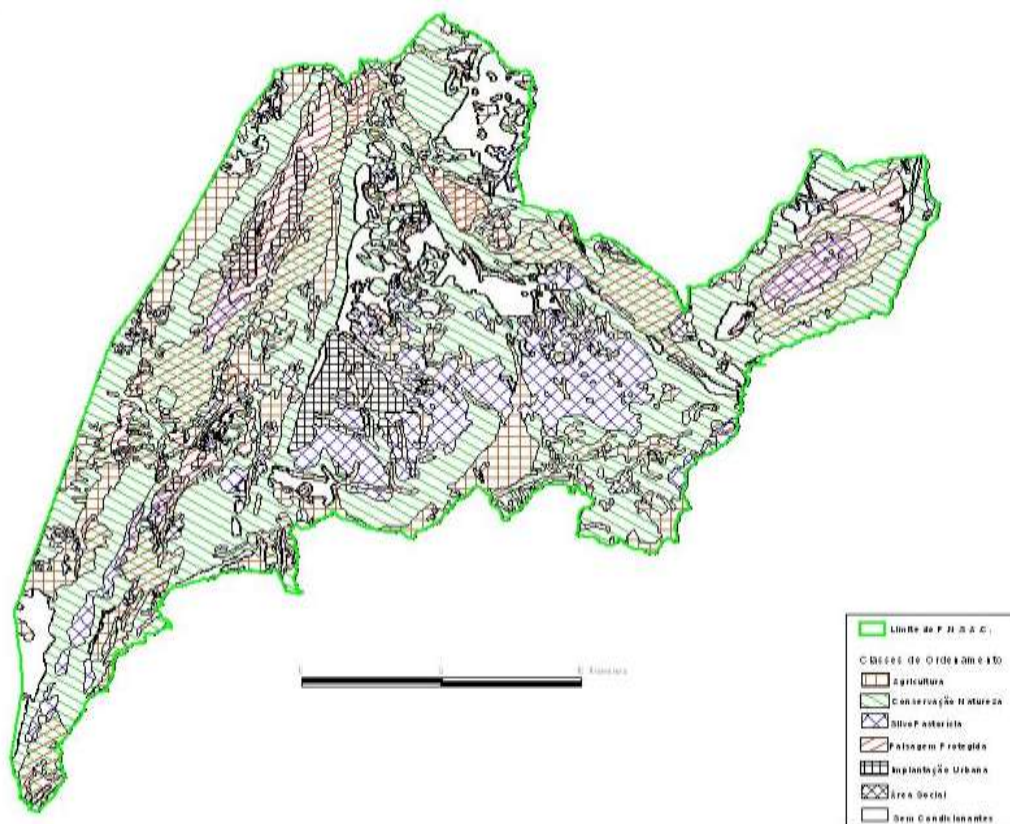 Limite do P.N.S.A.C.
Classes de Ordenamento
Agricultura
Conservação Natureza
SilvoPastorícia
Paisagem Protegida
Implantação Urbana
Área Social
Sem Condicionantes